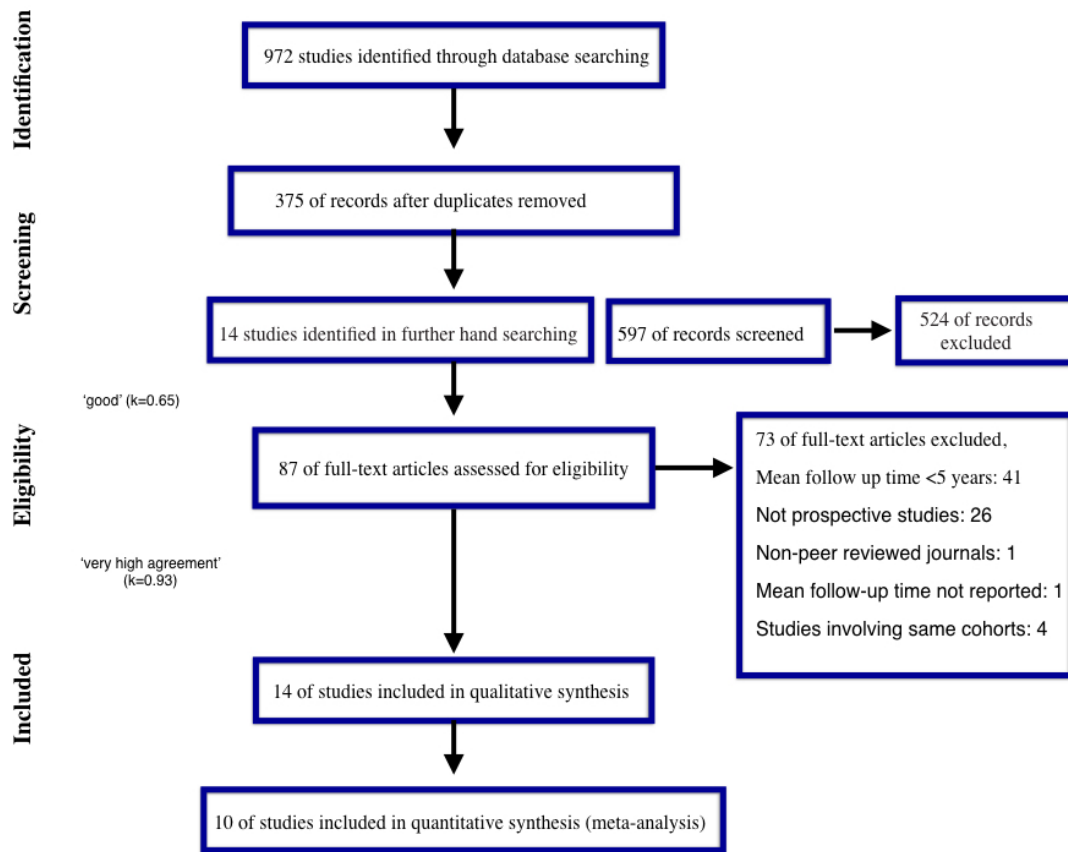 Identification
972 studies identified through database searching
375 of records after duplicates removed
Screening
14 studies identified in further hand searching
597 of records screened
524 of records
excluded
'good' (k=0.65)
Eligibility
87 of full-text articles assessed for eligibility
73 of full-text articles excluded,
Mean follow up time <5 years: 41
Not prospective studies: 26
Non-peer reviewed journals: 1
Mean follow-up time not reported: 1
Studies involving same cohorts: 4
'very high agreement'
(k=0.93)
Included
14 of studies included in qualitative synthesis
10 of studies included in quantitative synthesis (meta-analysis)